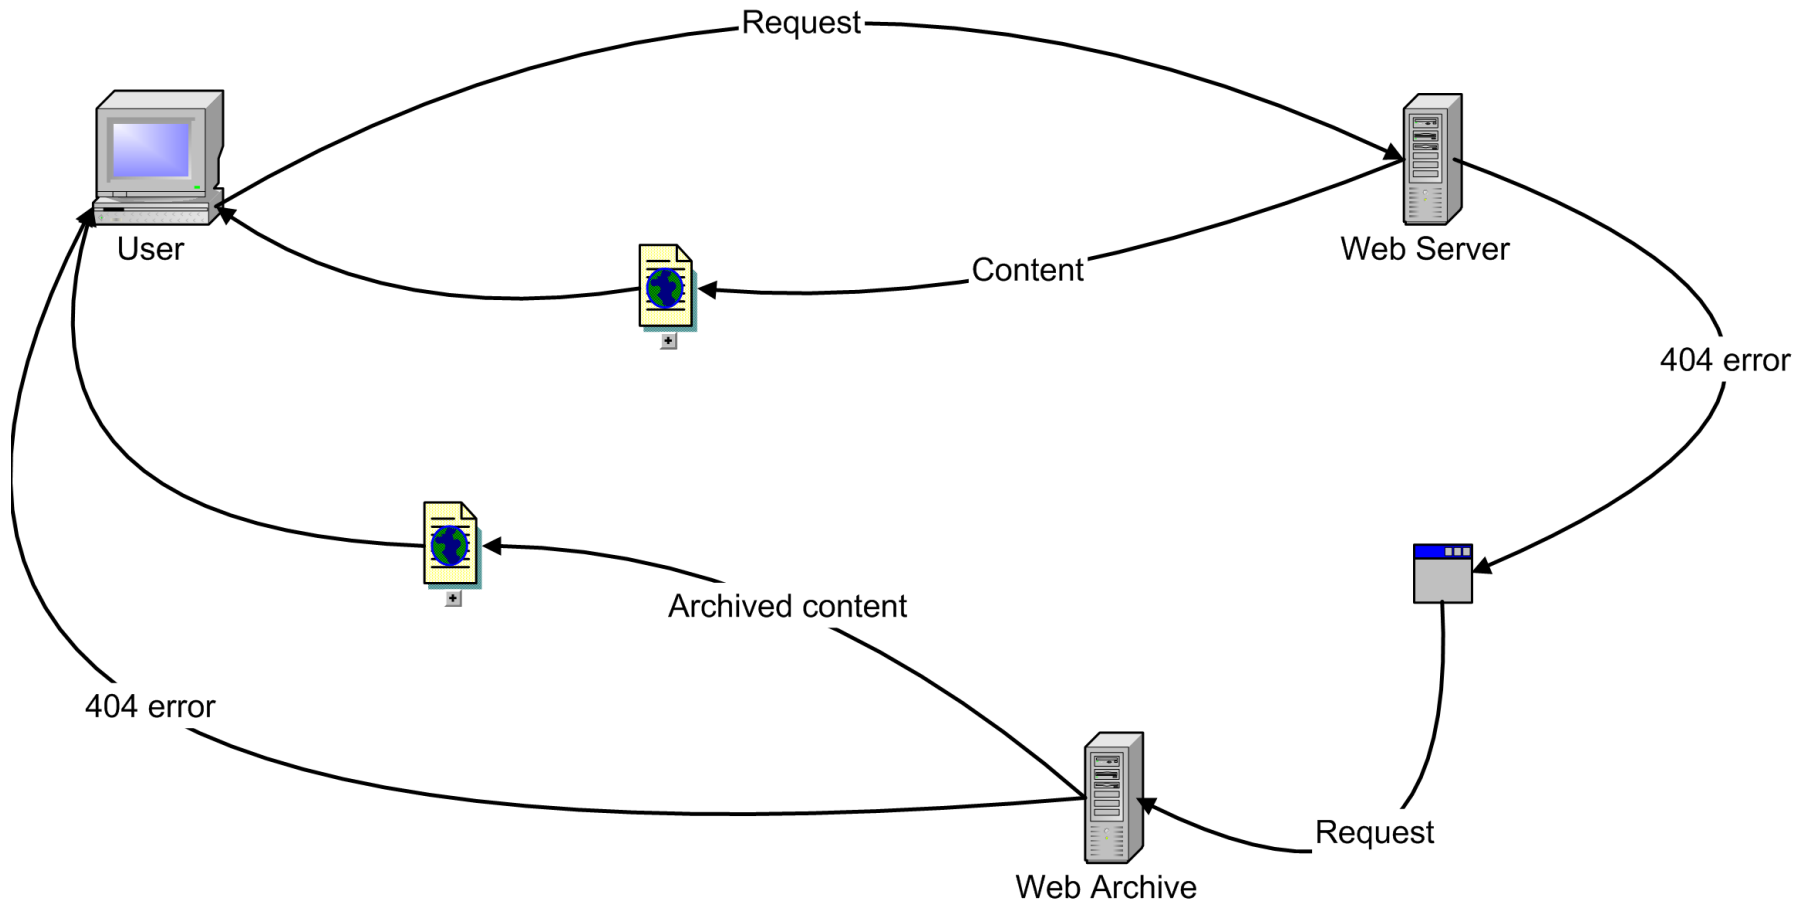 Request
User
Web Server
Content
404 error
Archived content
404 error
Request
Web Archive